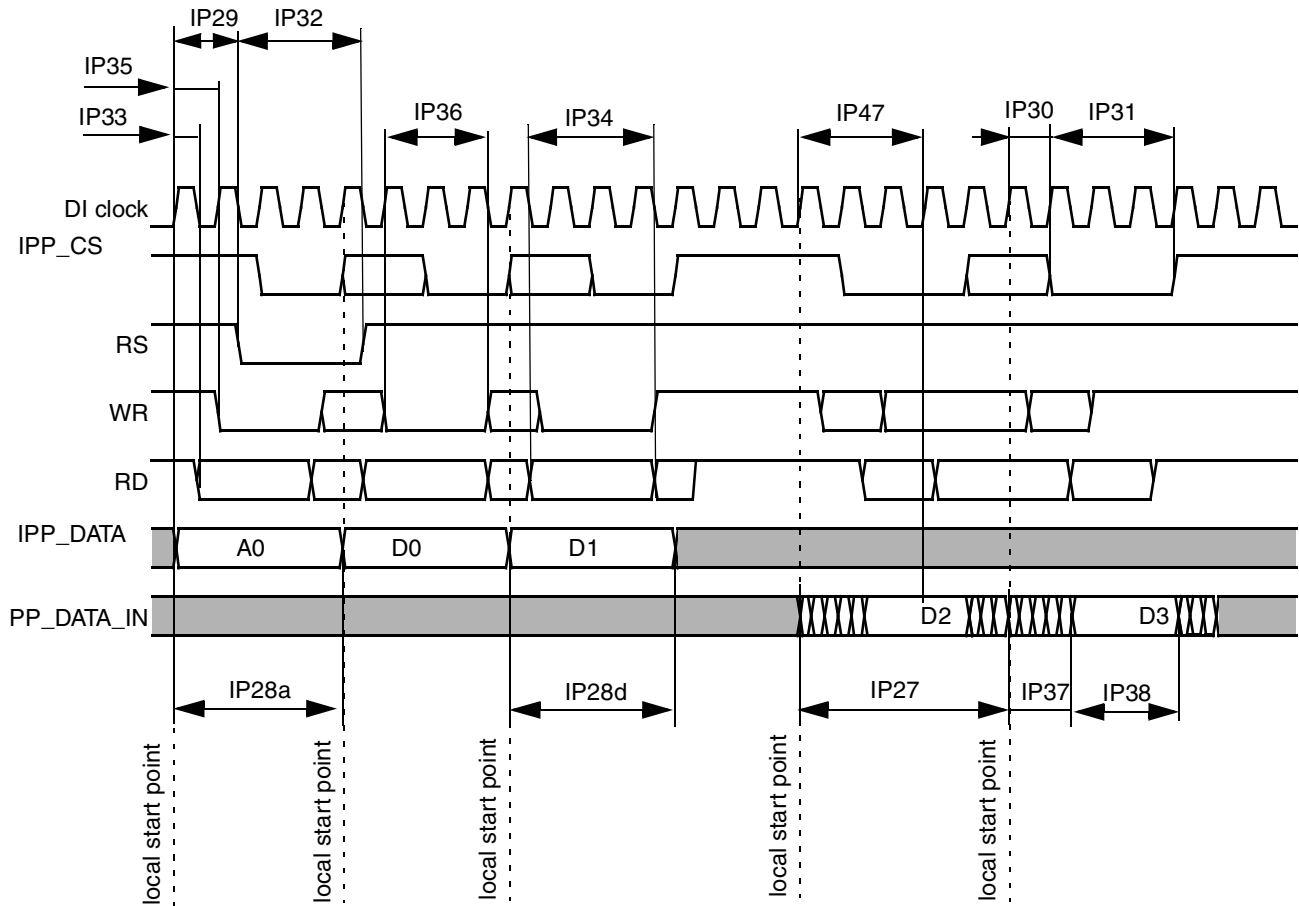 IP29 IP32
IP35
IP33
IP36 IP34 IP47 IP30 IP31
DI clock
IPP_CS
RS
WR
RD
IPP_DATA A0 D0 D1
PP_DATA_IN D2 D3
IP28a IP28d IP27 IP37 IP38
local start point
local start point
local start point
local start point
local start point